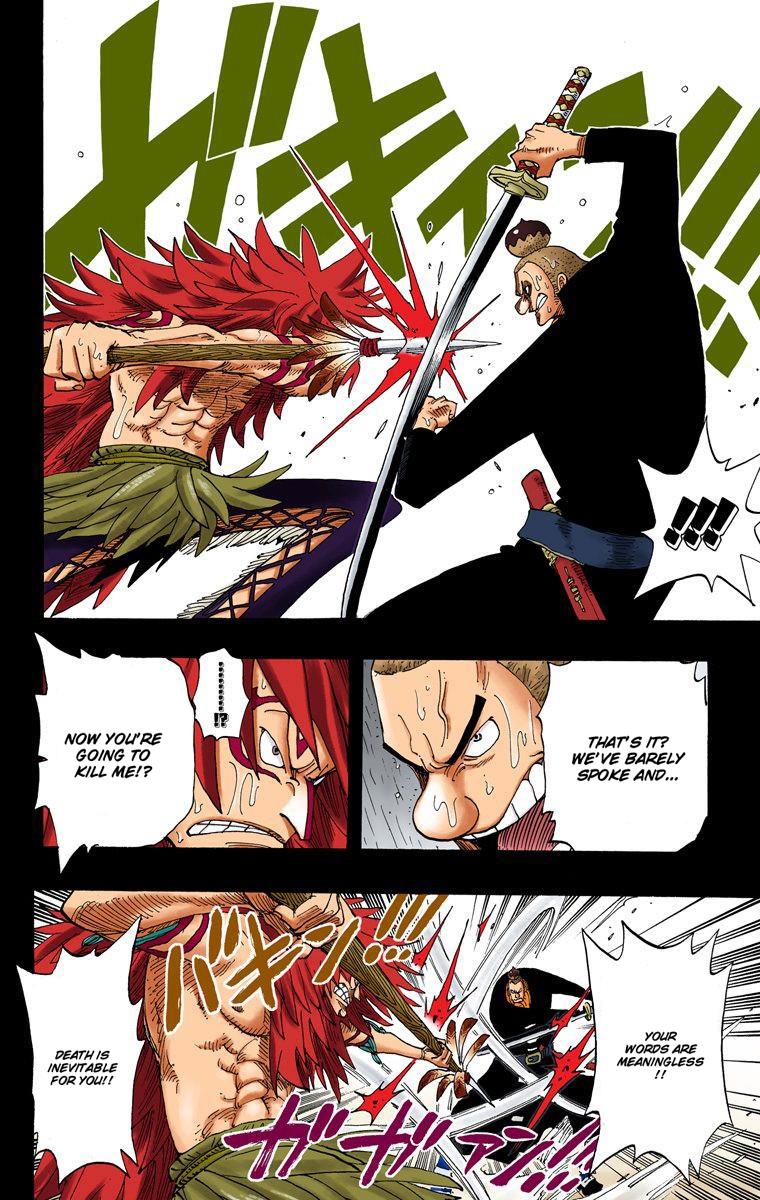 ガキィン!!!
!!!!
THAT'S IT?
WE'VE BARELY
SPOKE AND...
..........!?
NOW YOU'RE
GOING TO
KILL ME!?
バキン!!!
YOUR
WORDS ARE
MEANINGLESS
!!
DEATH IS
INEVITABLE
FOR YOU!!
ガガァン!!!